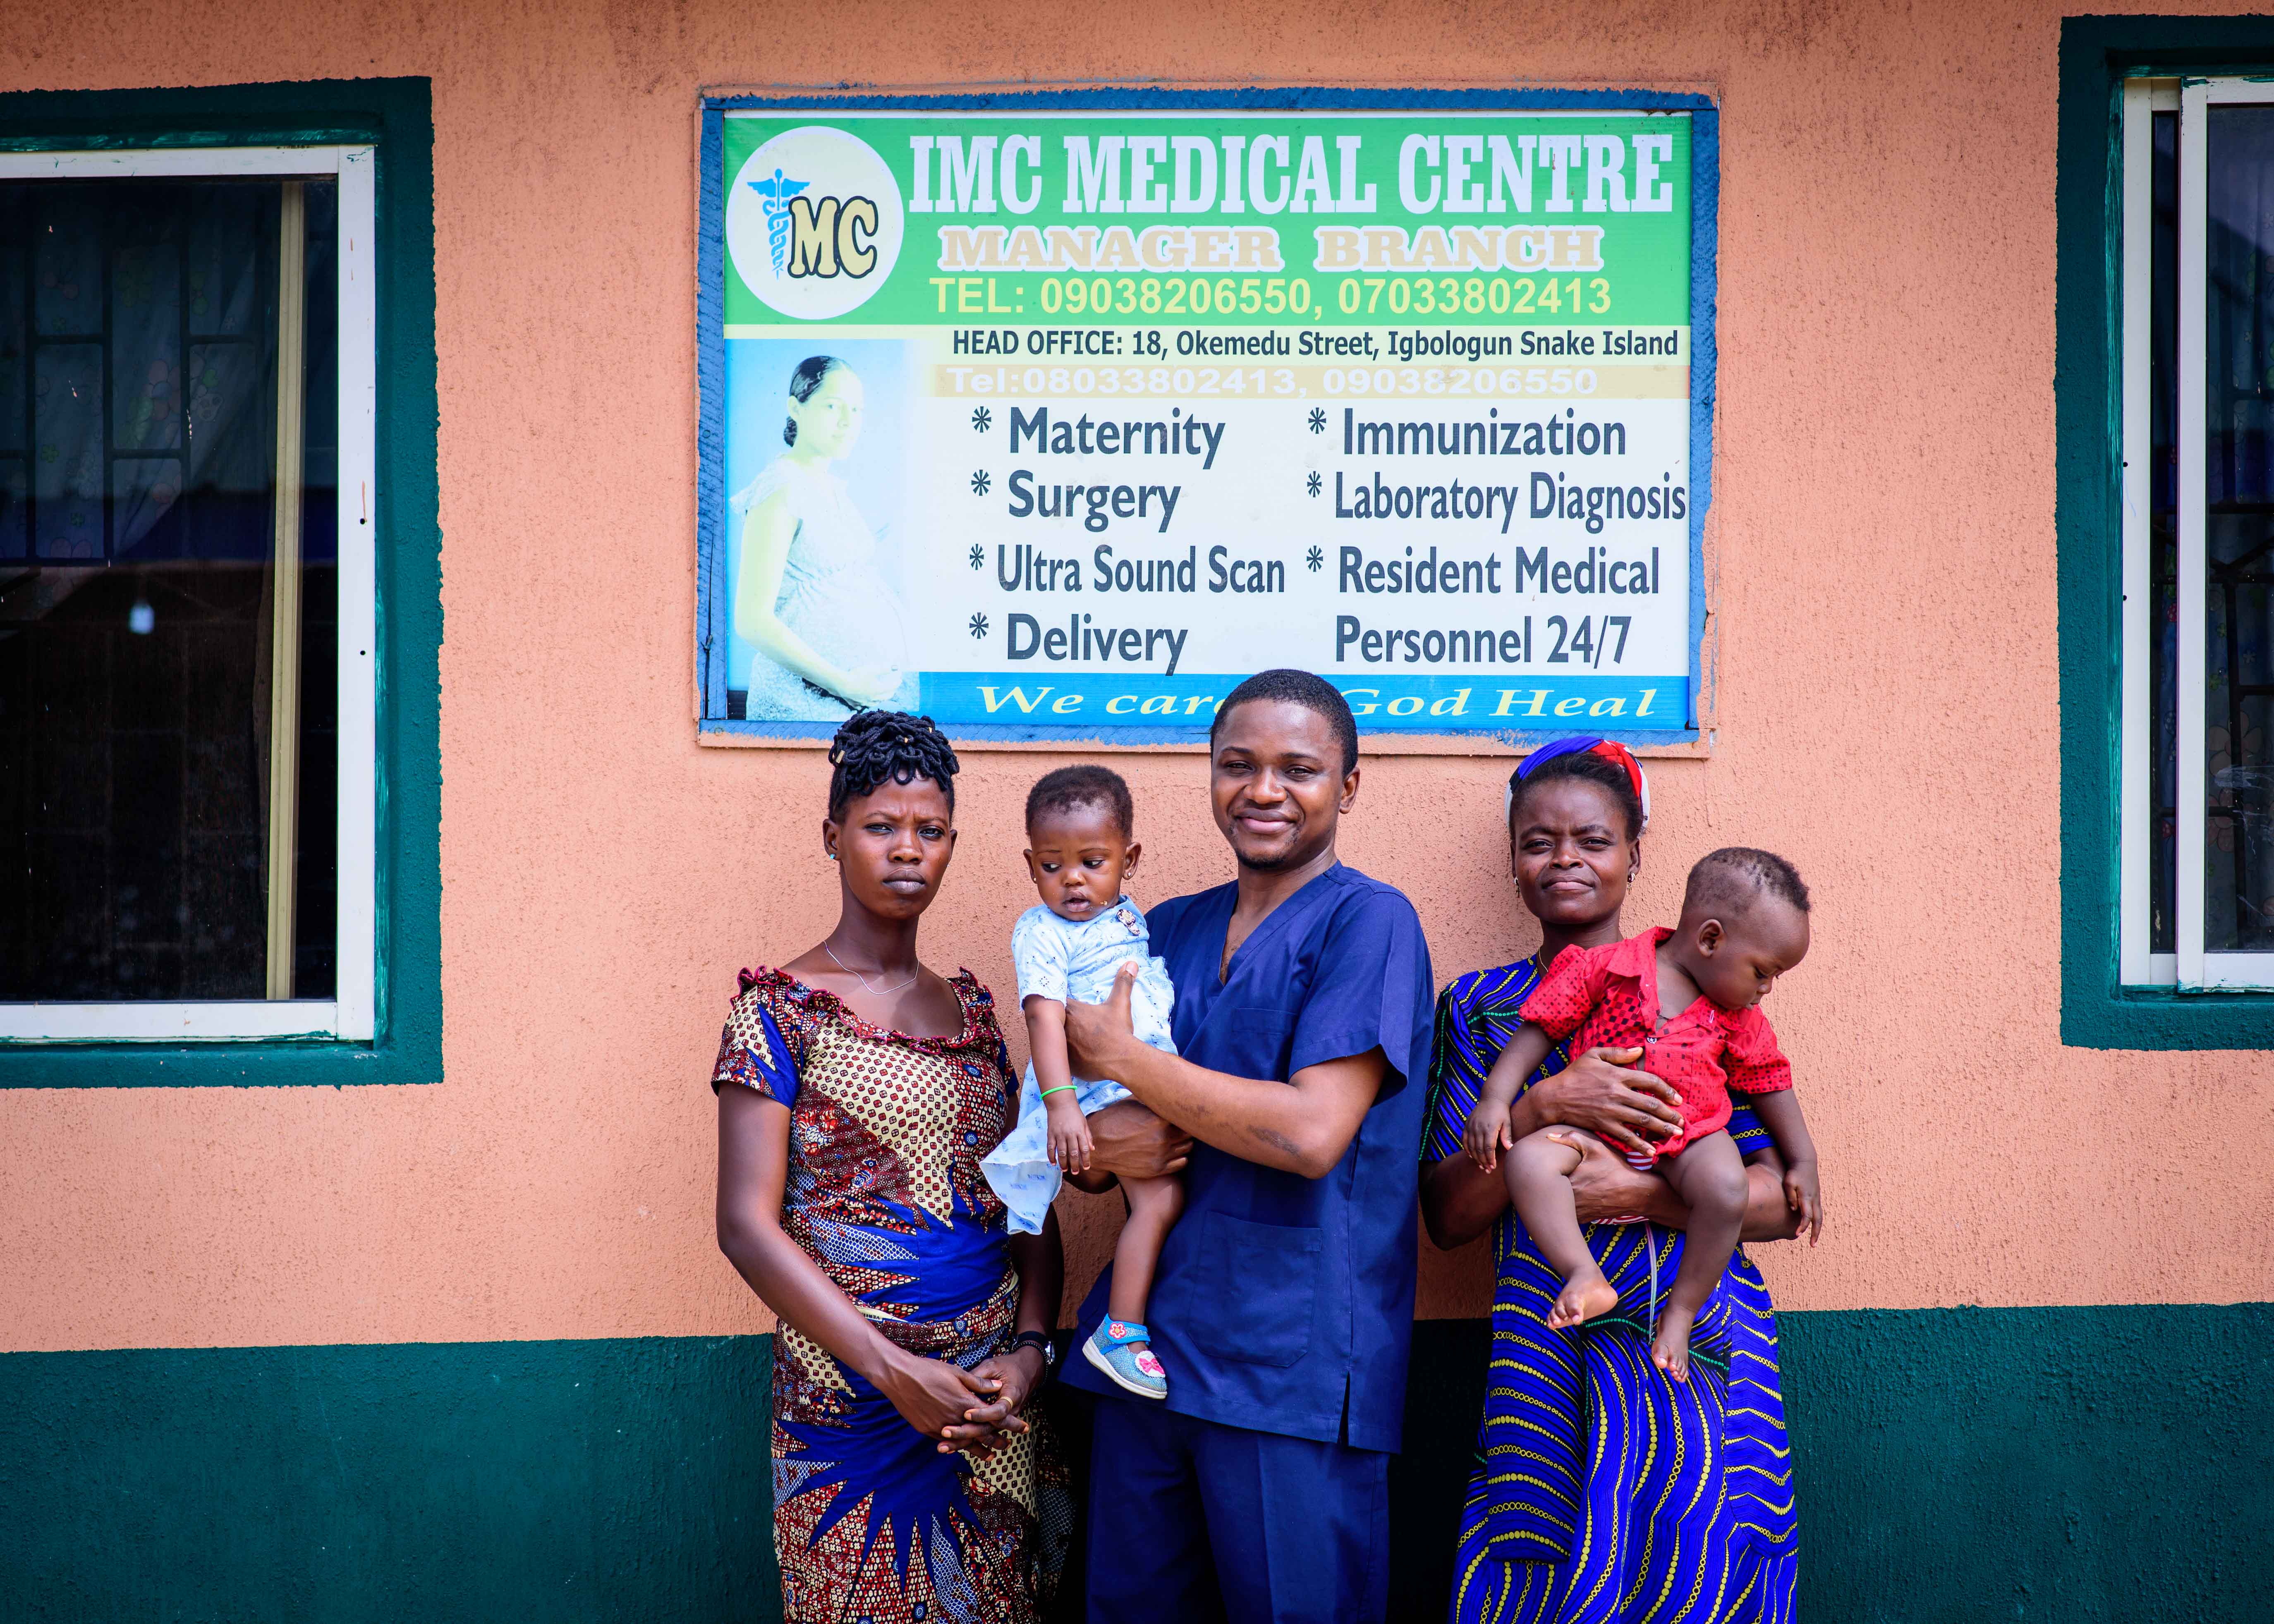 MC
IMC MEDICAL CENTRE
MANAGER BRANCH
TEL: 09038206550, 07033802413
HEAD OFFICE: 18, Okemedu Street, Igbologun Snake Island
Tel:08033802413, 09038206550
* Maternity
* Surgery
* Ultra Sound Scan
* Delivery
* Immunization
* Laboratory Diagnosis
* Resident Medical
Personnel 24/7
We care God Heal